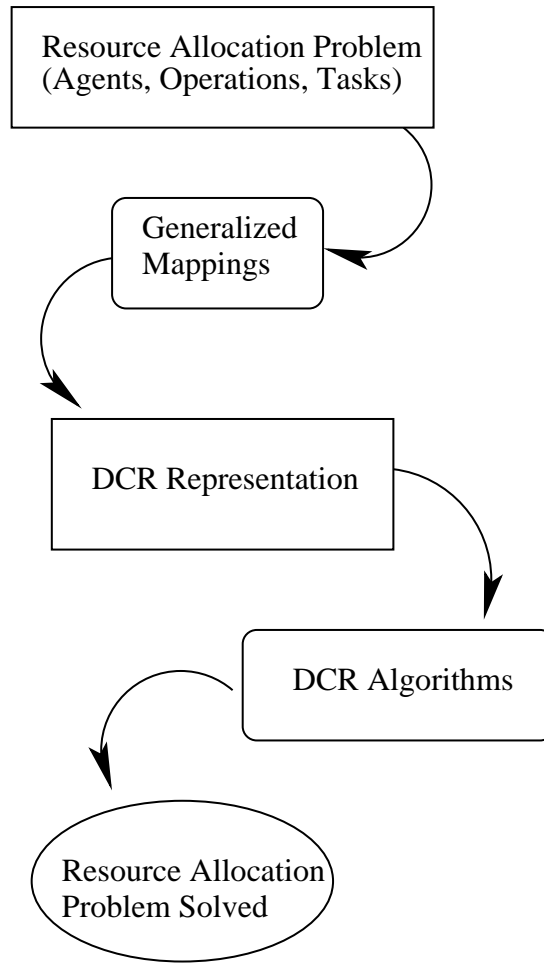 Resource Allocation Problem
(Agents, Operations, Tasks)
Generalized
Mappings
DCR Representation
DCR Algorithms
Resource Allocation
Problem Solved